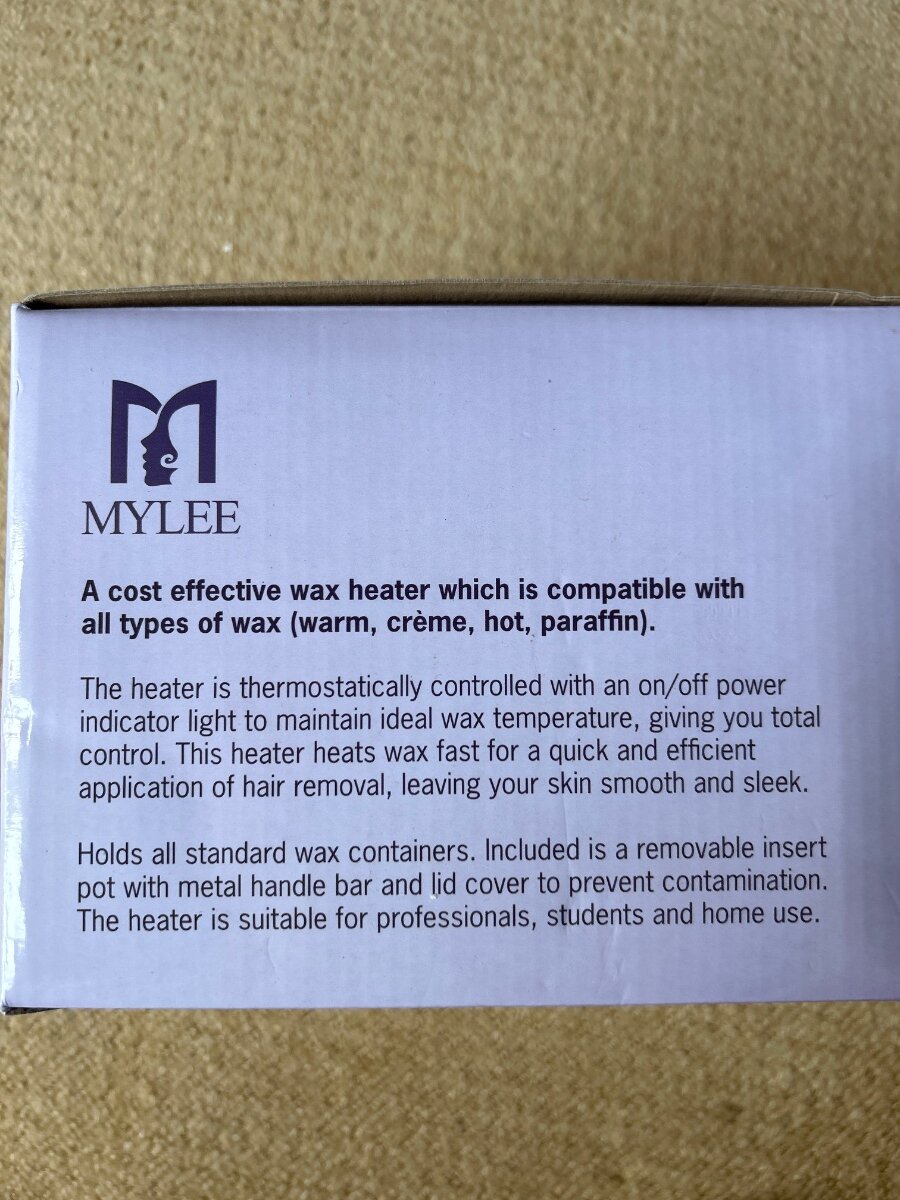 MYLEE
A cost effective wax heater which is compatible with
all types of wax (warm, crème, hot, paraffin).
The heater is thermostatically controlled with an on/off power
indicator light to maintain ideal wax temperature, giving you total
control. This heater heats wax fast for a quick and efficient
application of hair removal, leaving your skin smooth and sleek.
Holds all standard wax containers. Included is a removable insert
pot with metal handle bar and lid cover to prevent contamination.
The heater is suitable for professionals, students and home use.